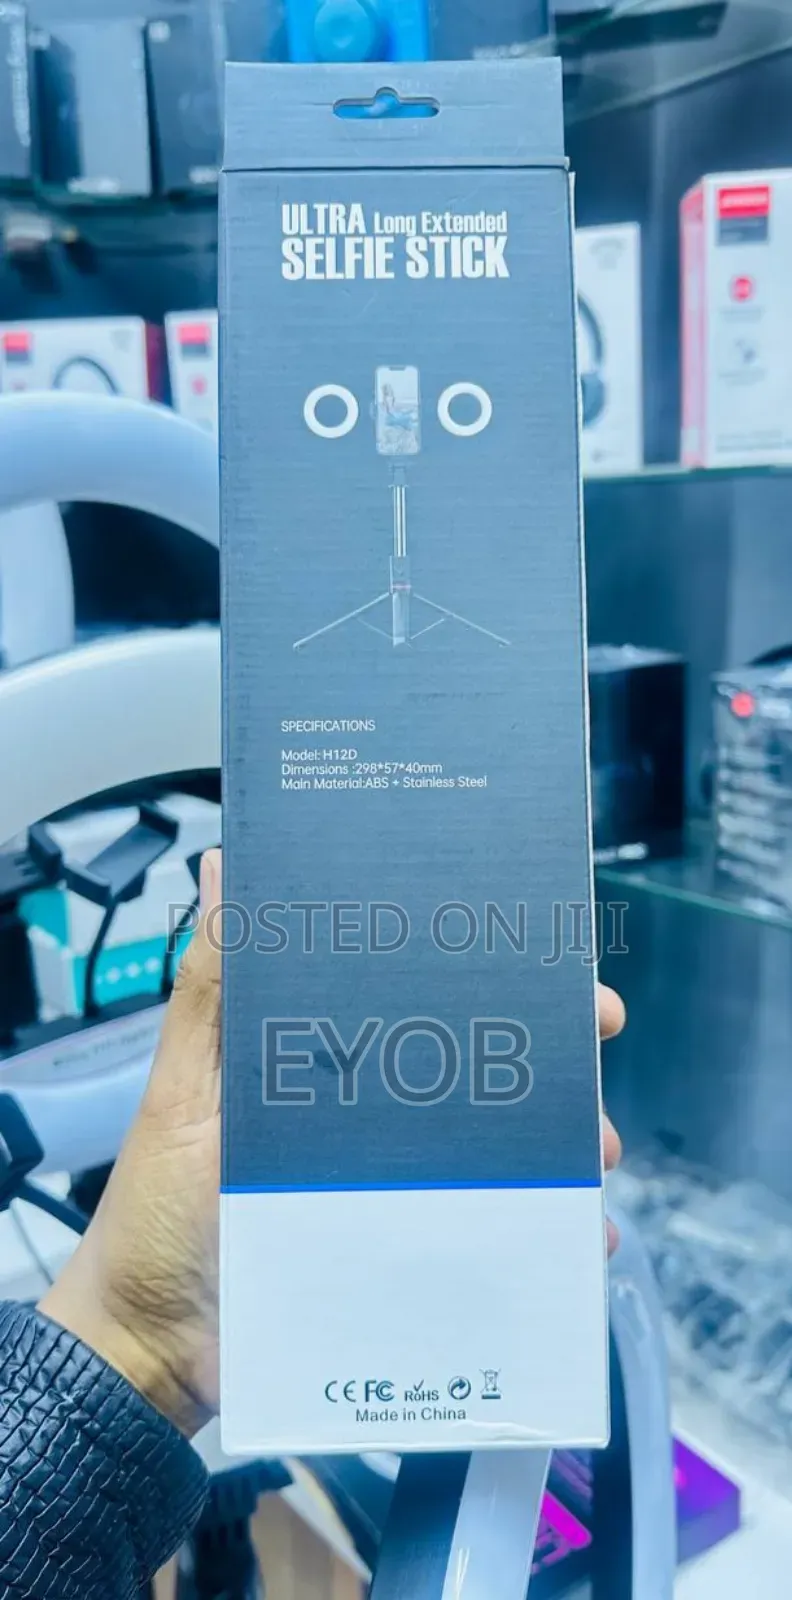 ULTRA Long Extended
SELFIE STICK
SPECIFICATIONS
Model: H12D
Dimensions :298*57*40mm
Main Material:ABS + Stainless Steel
POSTED ON JIJI
EYOB
CE FC RoHS
Made in China